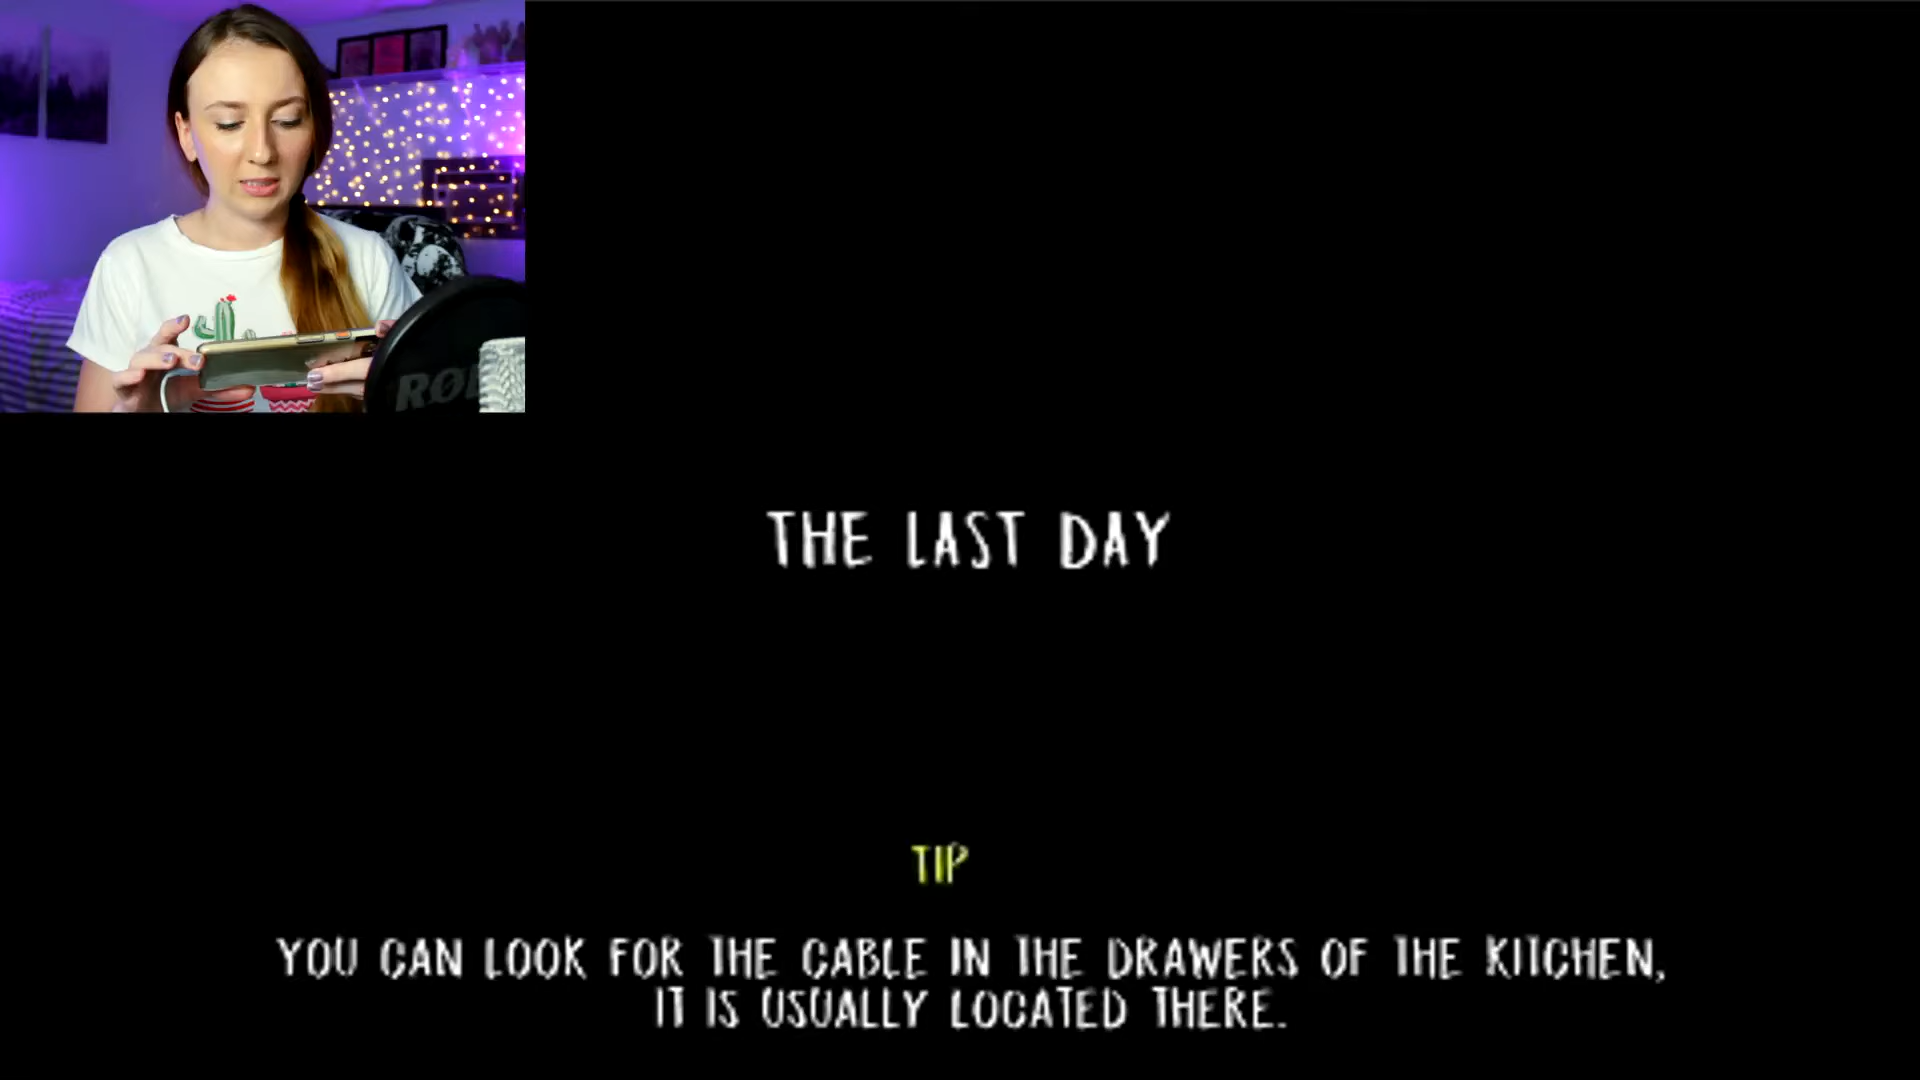 THE LAST DAY
TIP
YOU CAN LOOK FOR THE CABLE IN THE DRAWERS OF THE KITCHEN,
IT IS USUALLY LOCATED THERE.